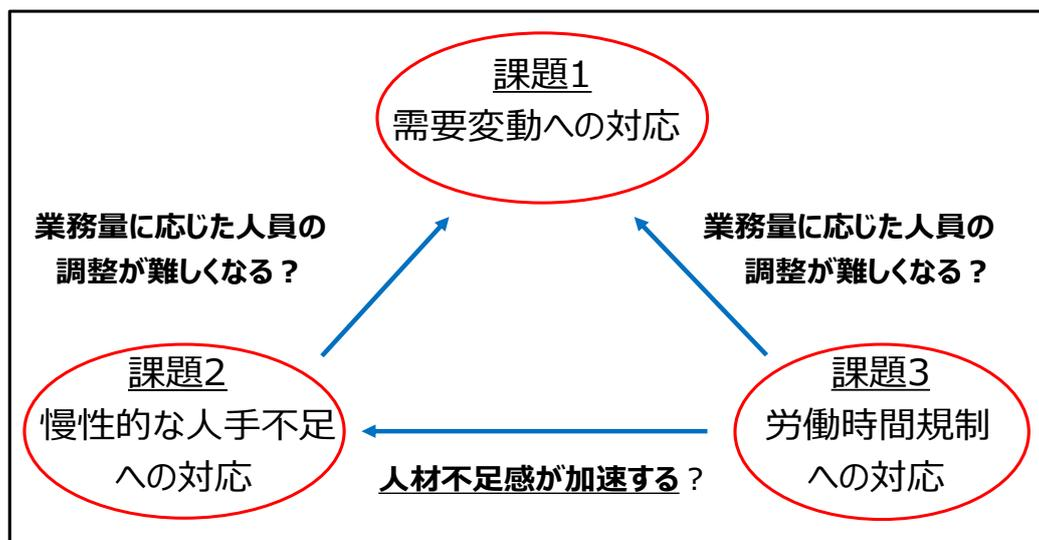 課題1
需要変動への対応
業務量に応じた人員の
調整が難しくなる？
業務量に応じた人員の
調整が難しくなる？
課題2
慢性的な人手不足
への対応
人材不足感が加速する？
課題3
労働時間規制
への対応